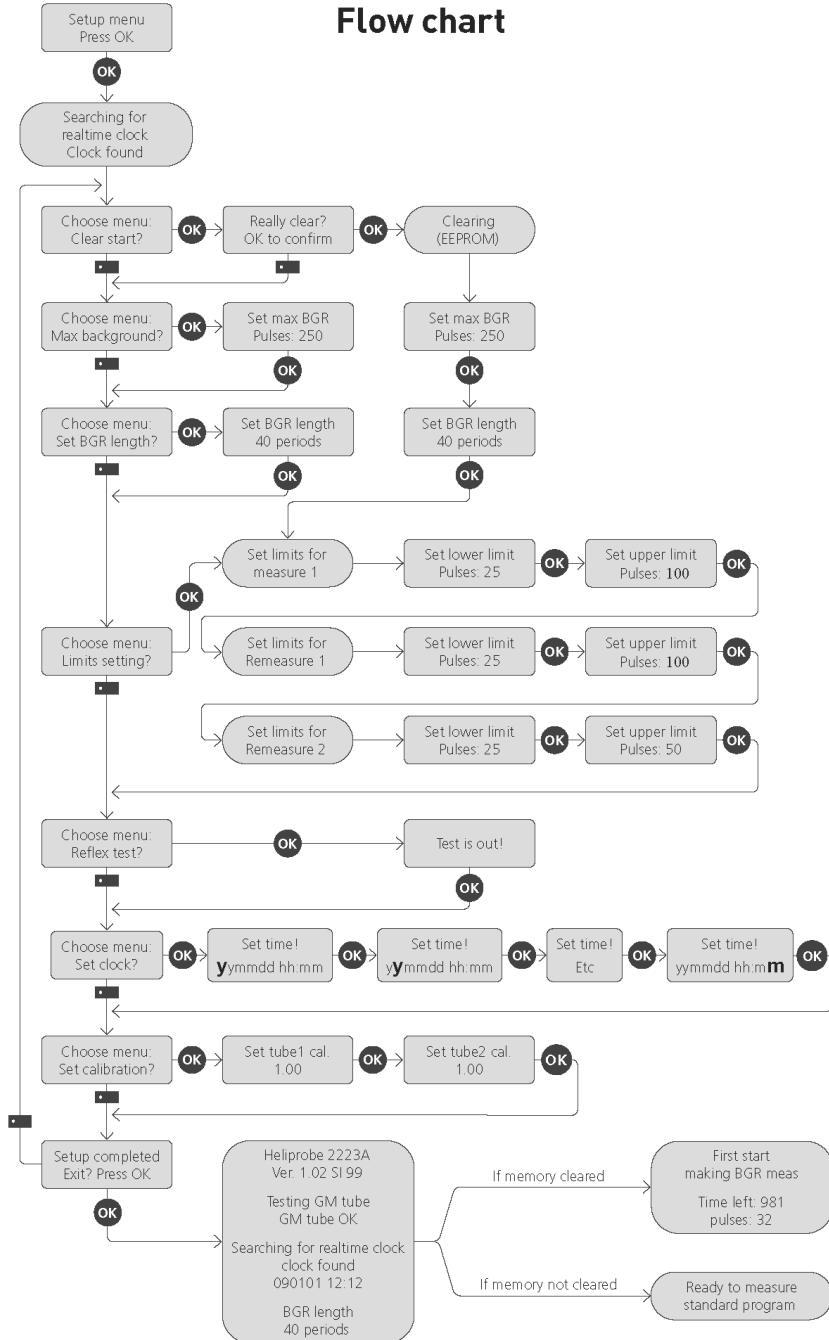 Flow chart
Setup menu
Press OK
OK
Searching for
realtime clock
Clock found
Choose menu:
Clear start?
OK
Really clear?
OK to confirm
OK
Clearing
(EEPROM)
Choose menu:
Max background?
OK
Set max BGR
Pulses: 250
Set max BGR
Pulses: 250
OK
OK
Choose menu:
Set BGR length?
OK
Set BGR length
40 periods
Set BGR length
40 periods
OK
OK
Set limits for
measure 1
Set lower limit
Pulses: 25
OK
Set upper limit
Pulses: 100
OK
OK
Choose menu:
Limits setting?
Set limits for
Remeasure 1
Set lower limit
Pulses: 25
OK
Set upper limit
Pulses: 100
OK
Set limits for
Remeasure 2
Set lower limit
Pulses: 25
OK
Set upper limit
Pulses: 50
OK
Choose menu:
Reflex test?
OK
Test is out!
OK
Choose menu:
Set clock?
OK
Set time!
yymmdd hh:mm
OK
Set time!
yymmdd hh:mm
OK
Set time!
Etc
OK
Set time!
yymmdd hh:mm
OK
Choose menu:
Set calibration?
OK
Set tube1 cal.
1.00
OK
Set tube2 cal.
1.00
OK
Setup completed
Exit? Press OK
OK
Heliprobe 2223A
Ver. 1.02 SI 99
Testing GM tube
GM tube OK
Searching for realtime clock
clock found
090101 12:12
BGR length
40 periods
If memory cleared
First start
making BGR meas
Time left: 981
pulses: 32
If memory not cleared
Ready to measure
standard program